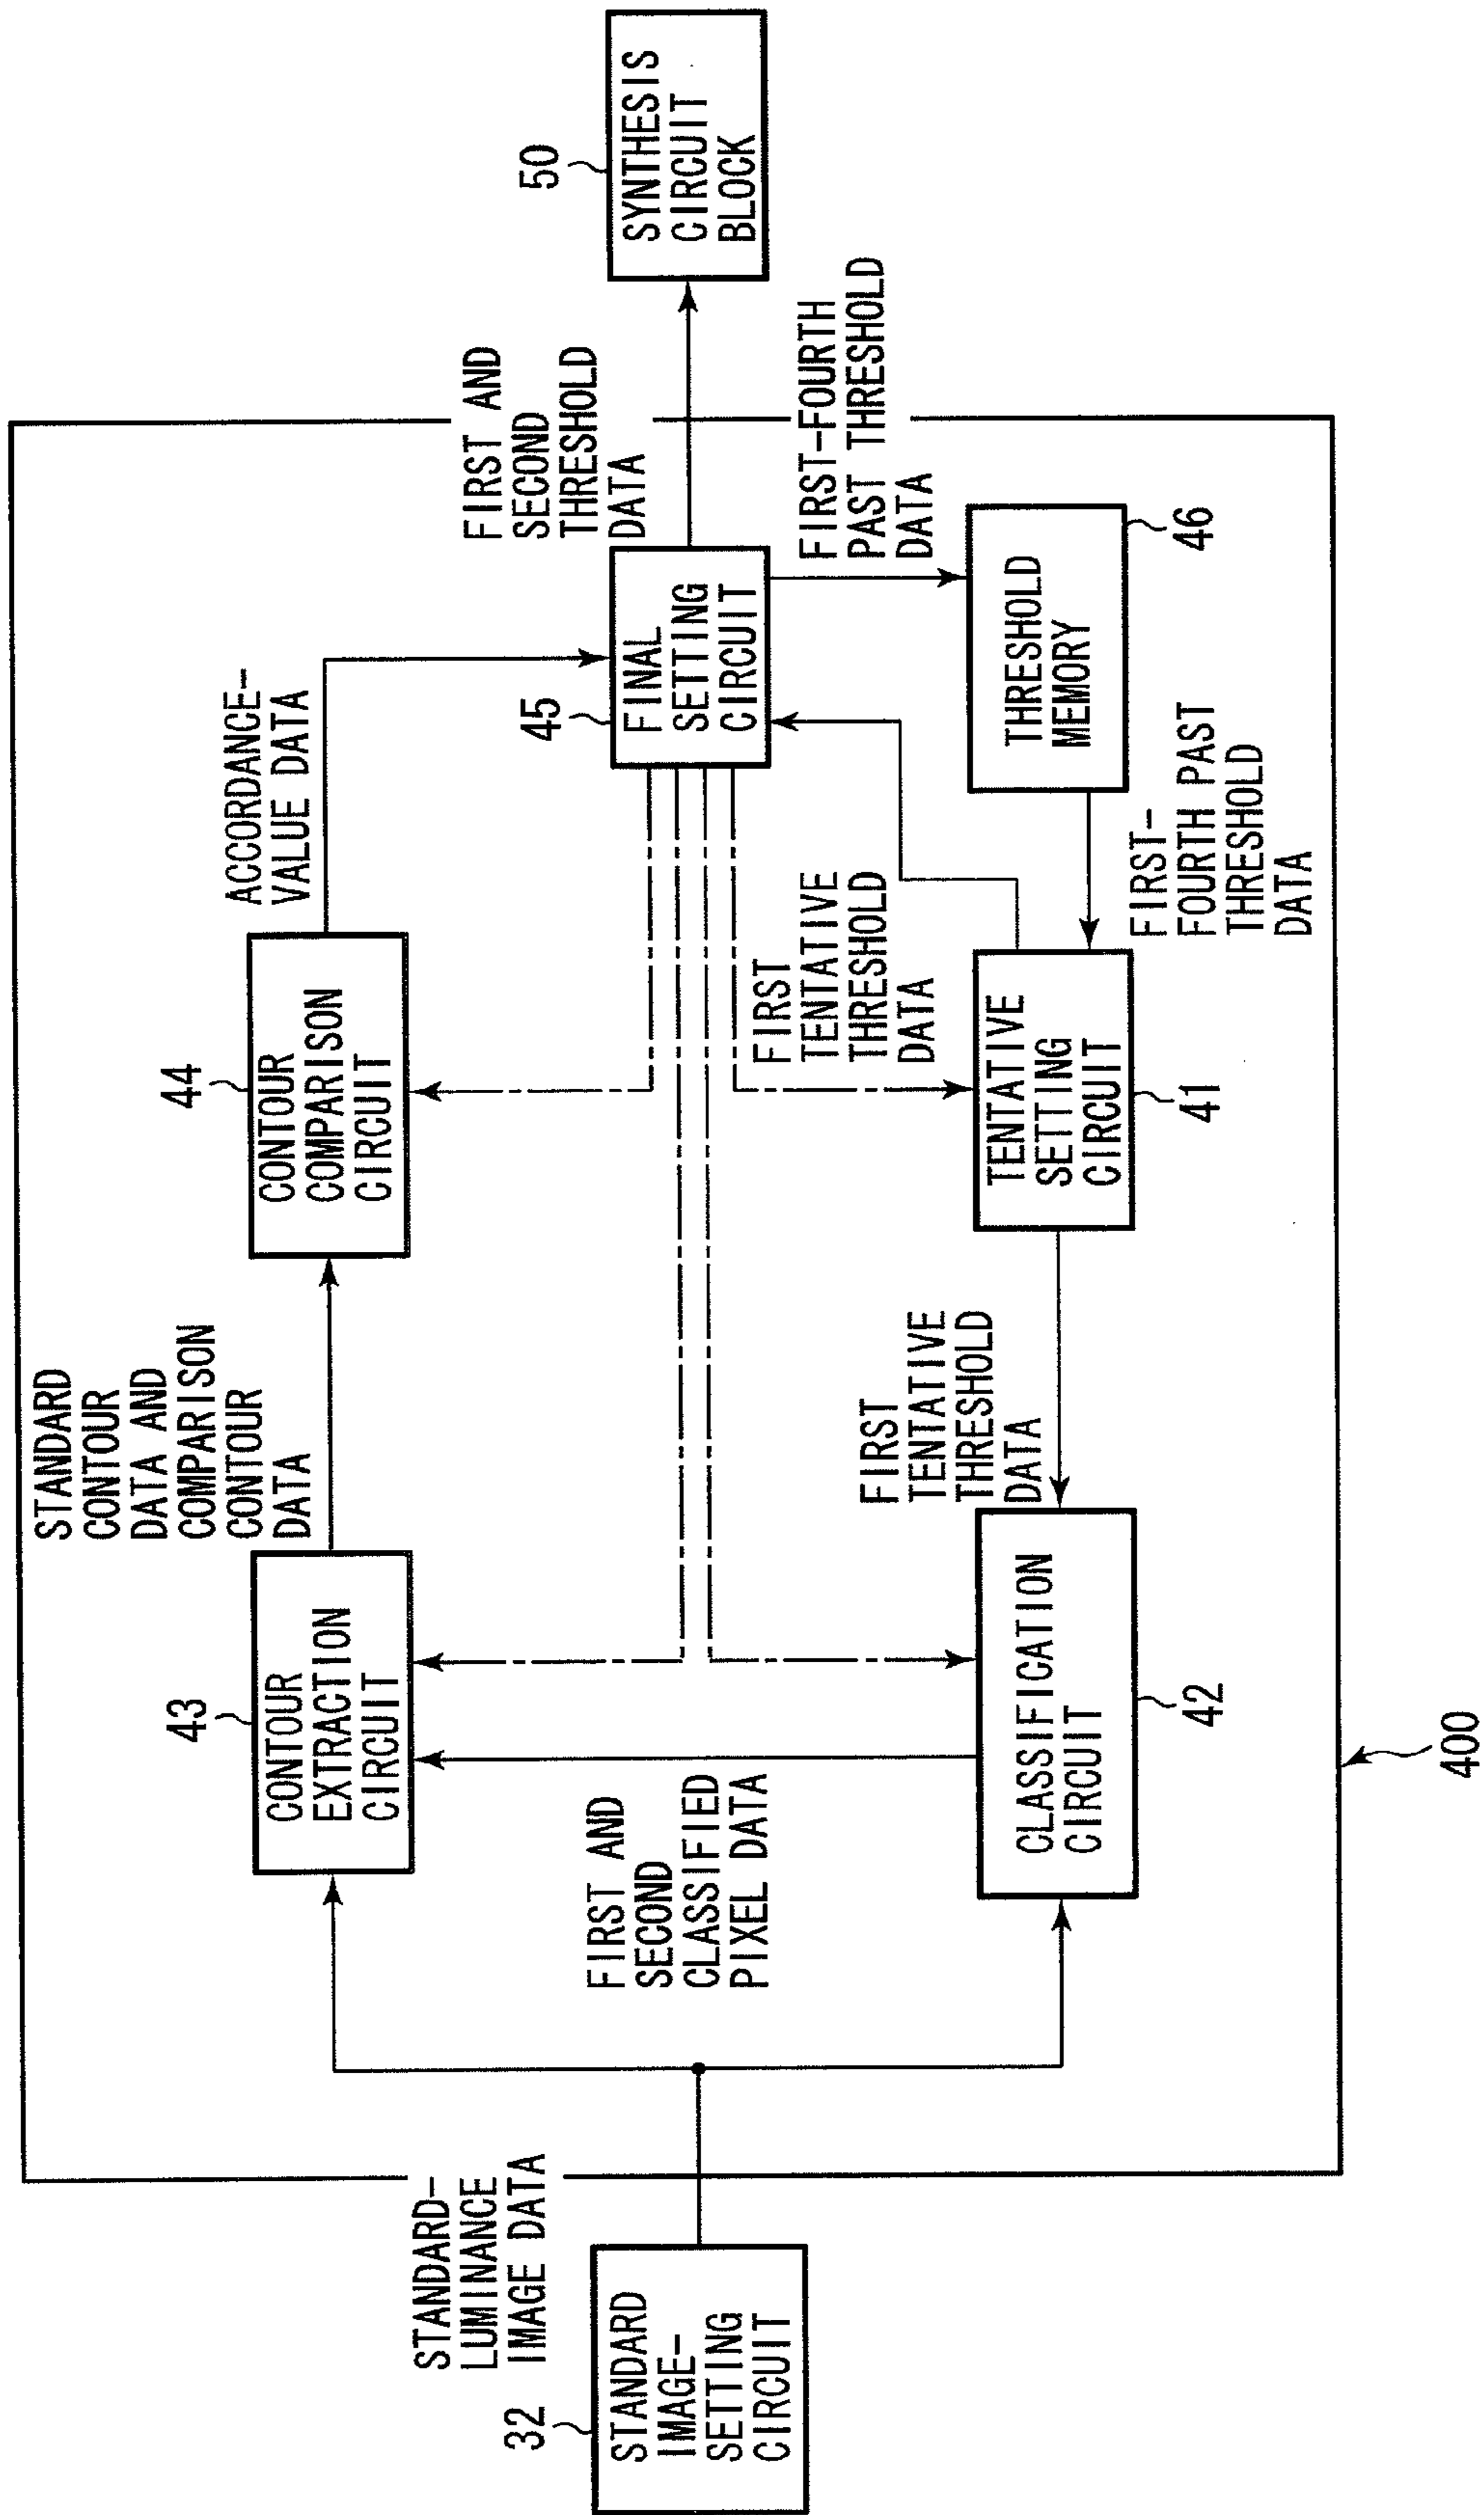 STANDARD
IMAGE-
SETTING
CIRCUIT
32
STANDARD-
LUMINANCE
IMAGE DATA
43
CONTOUR
EXTRACTION
CIRCUIT
FIRST AND
SECOND
CLASSIFIED
PIXEL DATA
CLASSIFICATION
CIRCUIT
42
400
STANDARD
CONTOUR
DATA AND
COMPARISON
CONTOUR
DATA
FIRST
TENTATIVE
THRESHOLD
DATA
44
CONTOUR
COMPARISON
CIRCUIT
TENTATIVE
SETTING
CIRCUIT
41
ACCORDANCE-
VALUE DATA
FIRST
TENTATIVE
THRESHOLD
DATA
FIRST-
FOURTH PAST
THRESHOLD
DATA
45
FINAL
SETTING
CIRCUIT
THRESHOLD
MEMORY
46
FIRST AND
SECOND
THRESHOLD
DATA
FIRST-FOURTH
PAST THRESHOLD
DATA
50
SYNTHESIS
CIRCUIT
BLOCK